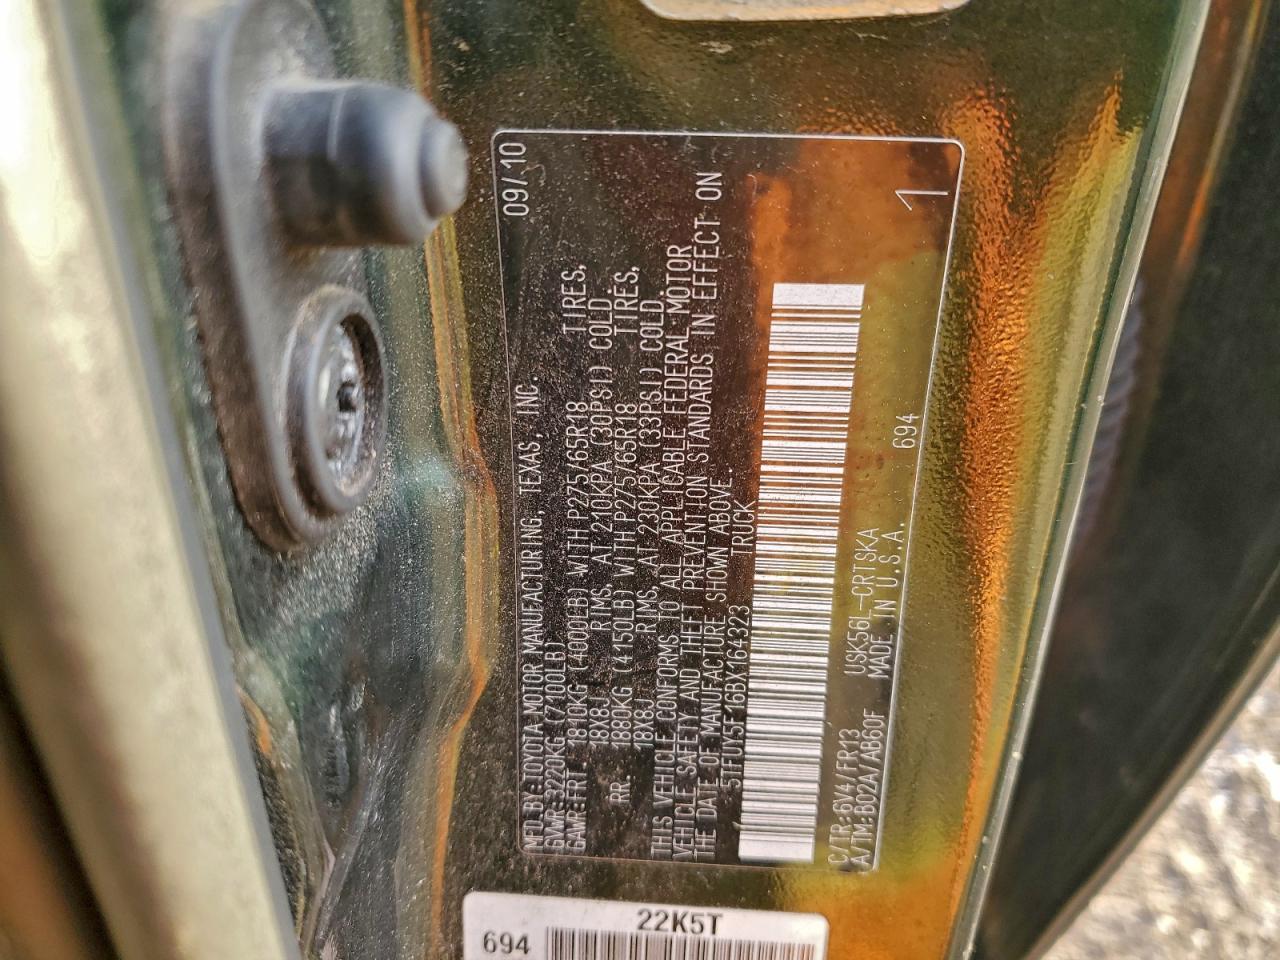 MFD.BY:TOYOTA MOTOR MANUFACTURING, TEXAS, INC. 09/10
GVWR:3220KG (7100LB)
GAWR:FRT. 1810KG (4000LB) WITH P275/65R18 TIRES,
18X8J RIMS, AT 210KPA (30PSI) COLD
RR. 1880KG (4150LB) WITH P275/65R18 TIRES,
18X8J RIMS, AT 230KPA (33PSI) COLD
THIS VEHICLE CONFORMS TO ALL APPLICABLE FEDERAL MOTOR
VEHICLE SAFETY AND THEFT PREVENTION STANDARDS IN EFFECT ON
THE DATE OF MANUFACTURE SHOWN ABOVE.
5TFUY5F16BX164323 TRUCK
C/TR:6V4/FR13 USK56L-CRTSKA
A/TM:B02A/AB60F MADE IN U.S.A. 694 1
22K5T
694